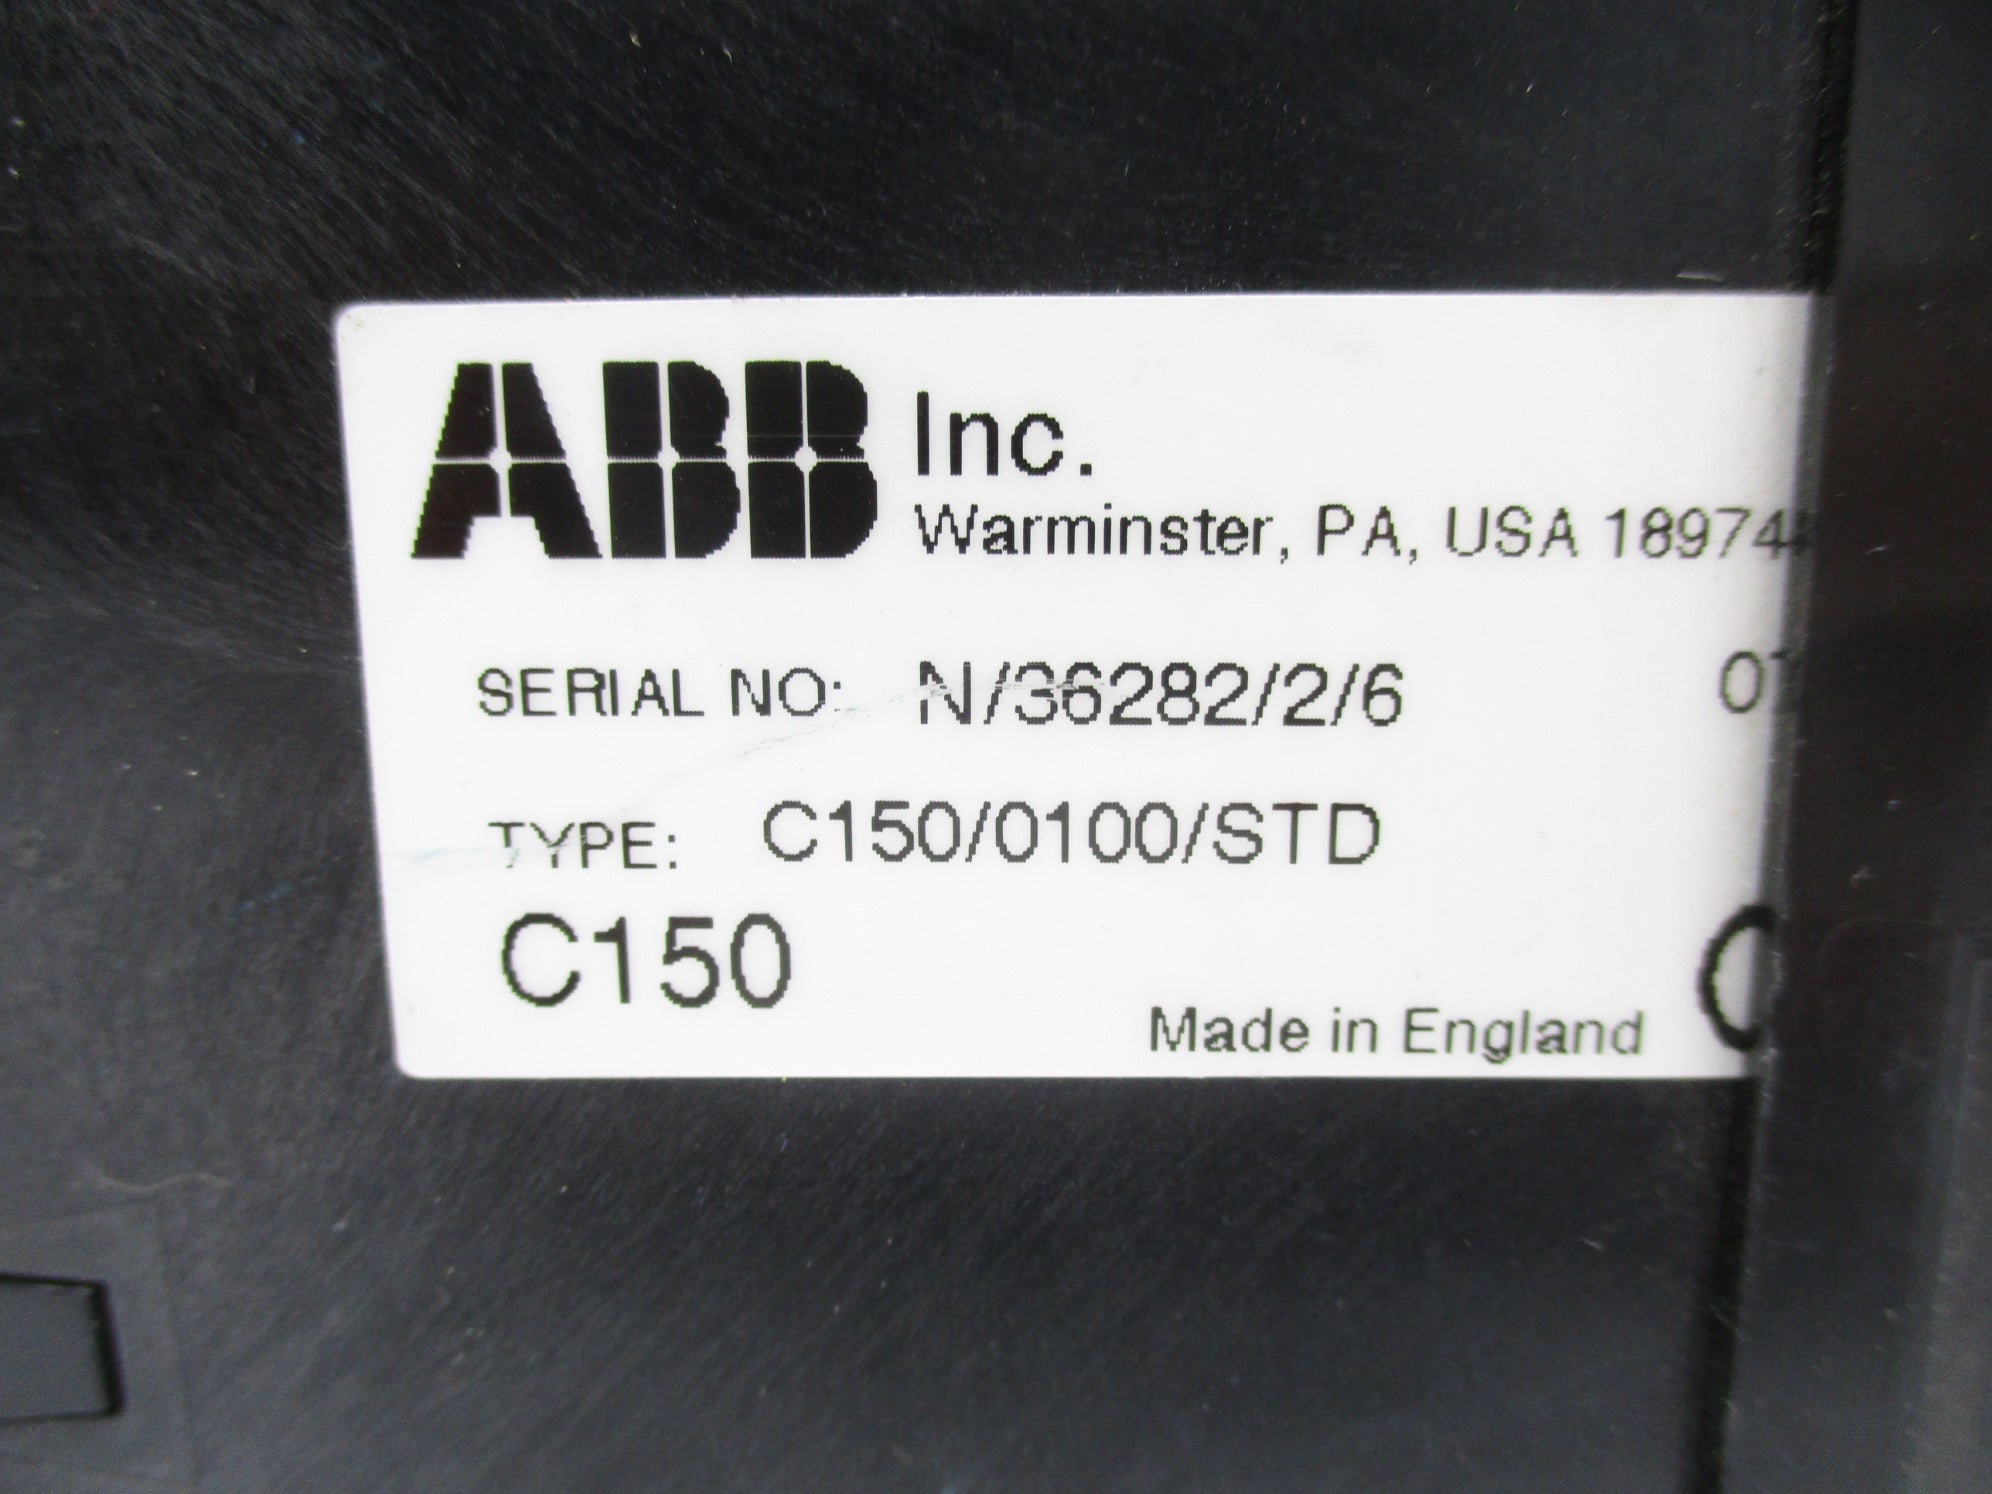 ABB Inc.
Warminster, PA, USA 18974
SERIAL NO: N/36282/2/6
TYPE: C150/0100/STD
C150
Made in England